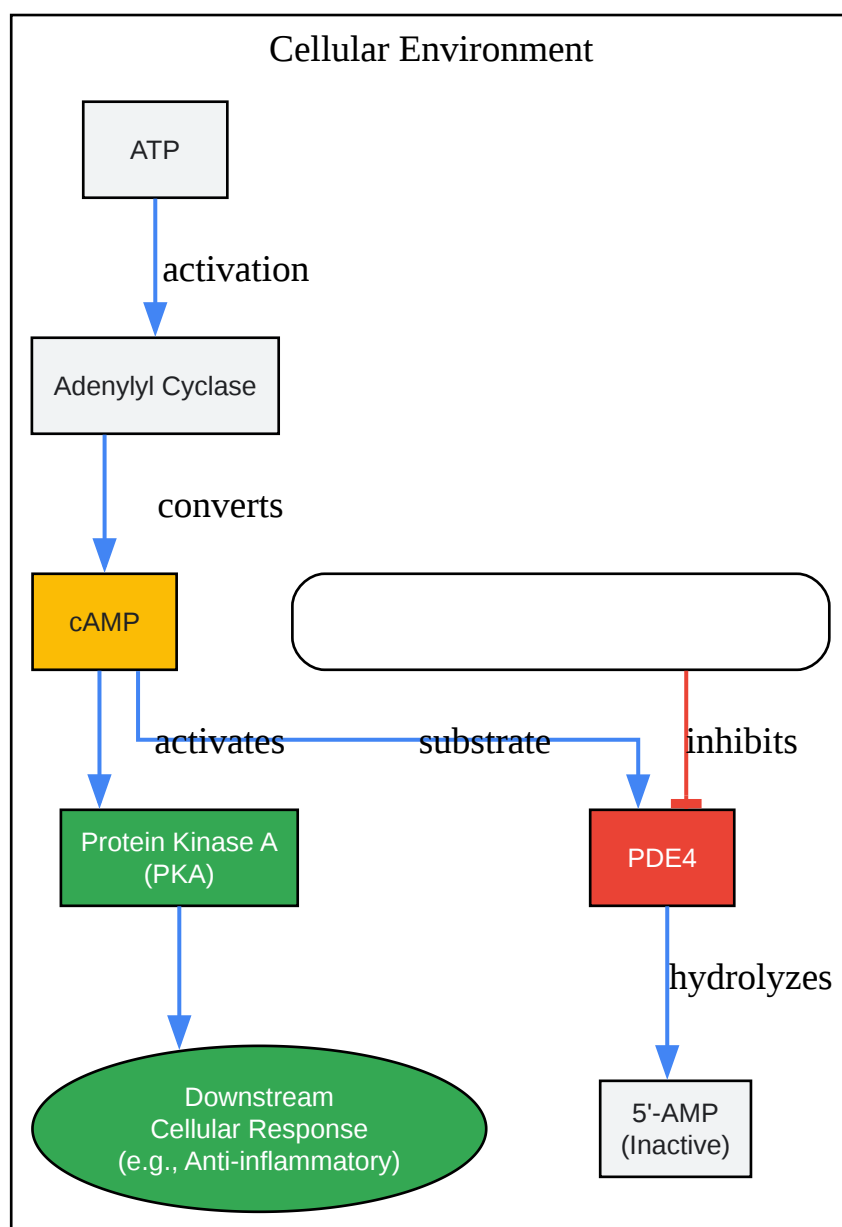 Cellular Environment
ATP
activation
Adenylyl Cyclase
converts
cAMP
activates
substrate
inhibits
Protein Kinase A
(PKA)
PDE4
hydrolyzes
Downstream
Cellular Response
(e.g., Anti-inflammatory)
5'-AMP
(Inactive)